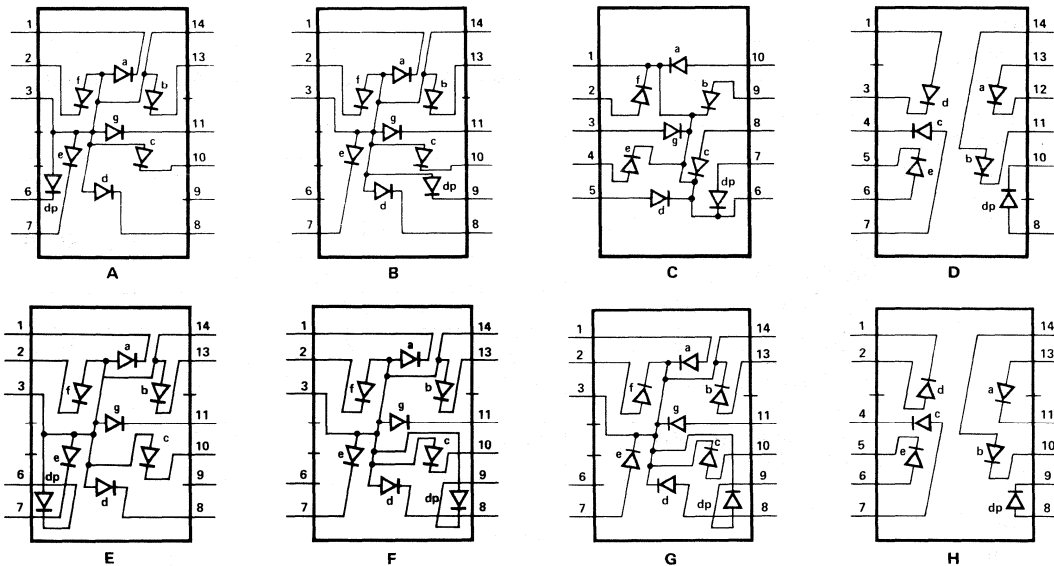 1 14
a
2 13
f b
3
g 11
e c
10
d
6 9
dp
7 8
A
1 14
a
2 13
f b
3
g 11
e c
10
dp
6 9
d
7 8
B
a
1 10
f b
2 9
3 8
g
e c
4 7
dp
5 6
d
C
1 14
13
a
3 12
d
4 c 11
b
5 10
e
6
dp
7 8
D
1 14
a
2 13
f b
3
g 11
c
e 10
dp
6 9
d
7 8
E
1 14
a
2 13
f b
3
g 11
c
e 10
6 9
dp
d
7 8
F
1 14
a
2 13
f b
3
g 11
c
e 10
6 9
d dp
7 8
G
1 14
2 13
d a
4 c 11
5 10
e b
6 9
dp
7 8
H